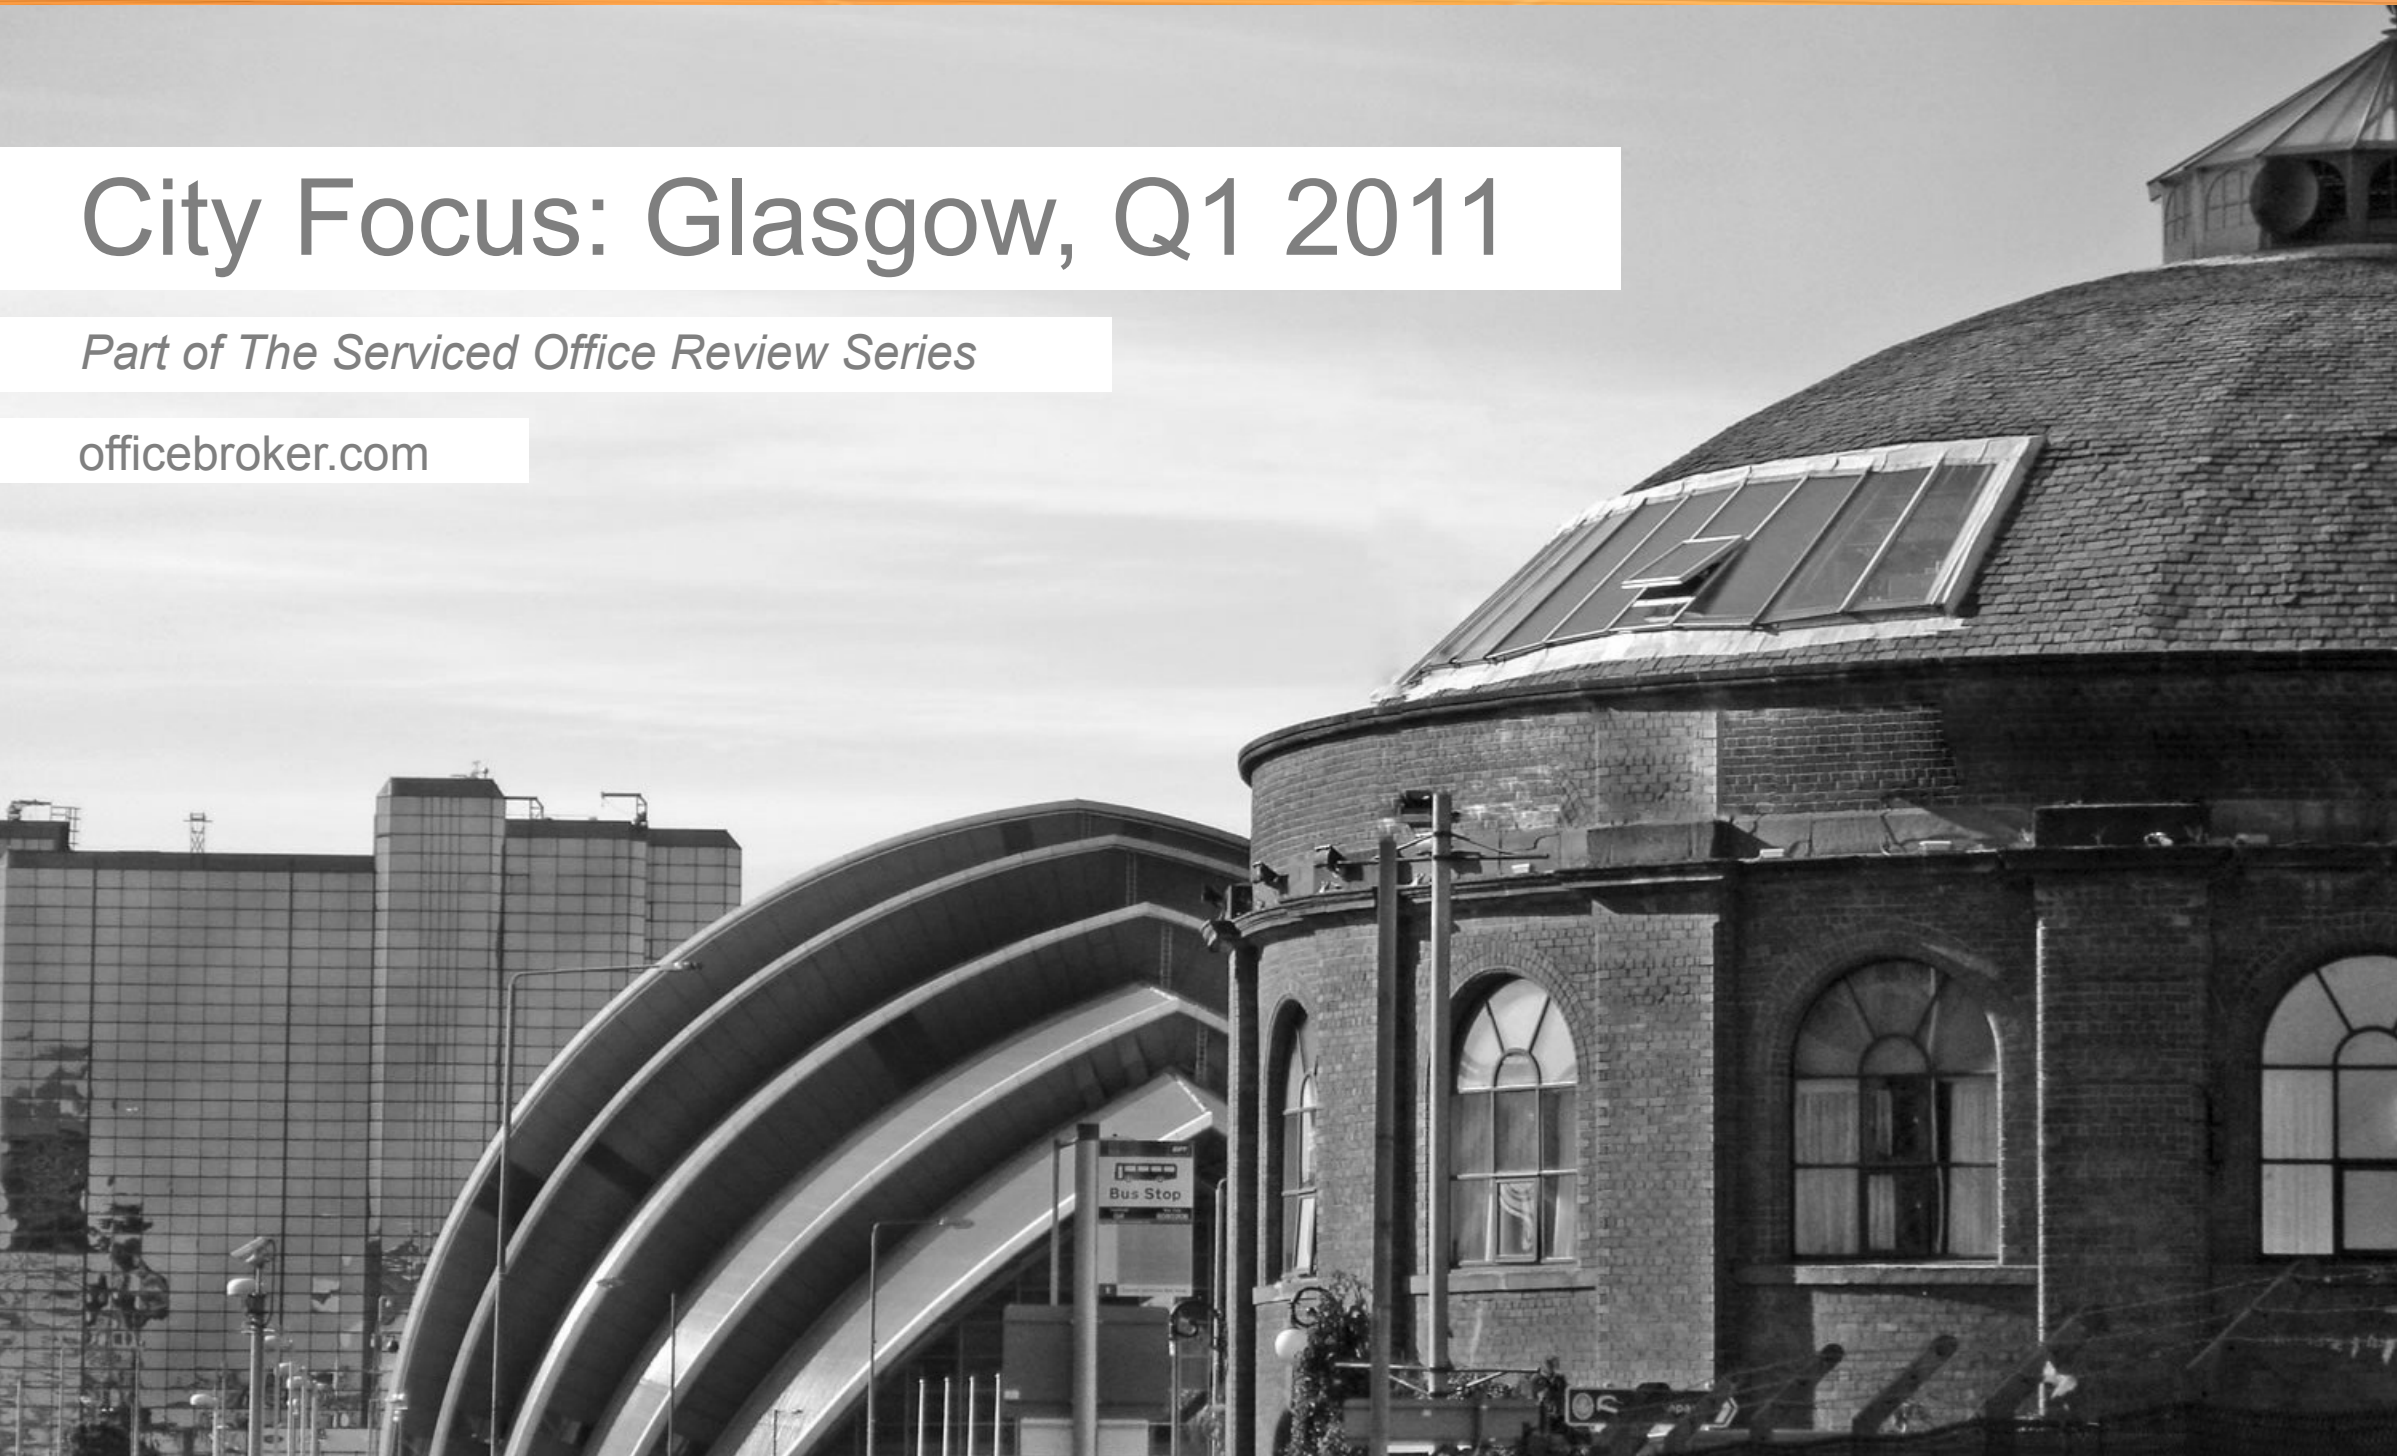 City Focus: Glasgow, Q1 2011
Part of The Serviced Office Review Series
officebroker.com
Bus Stop